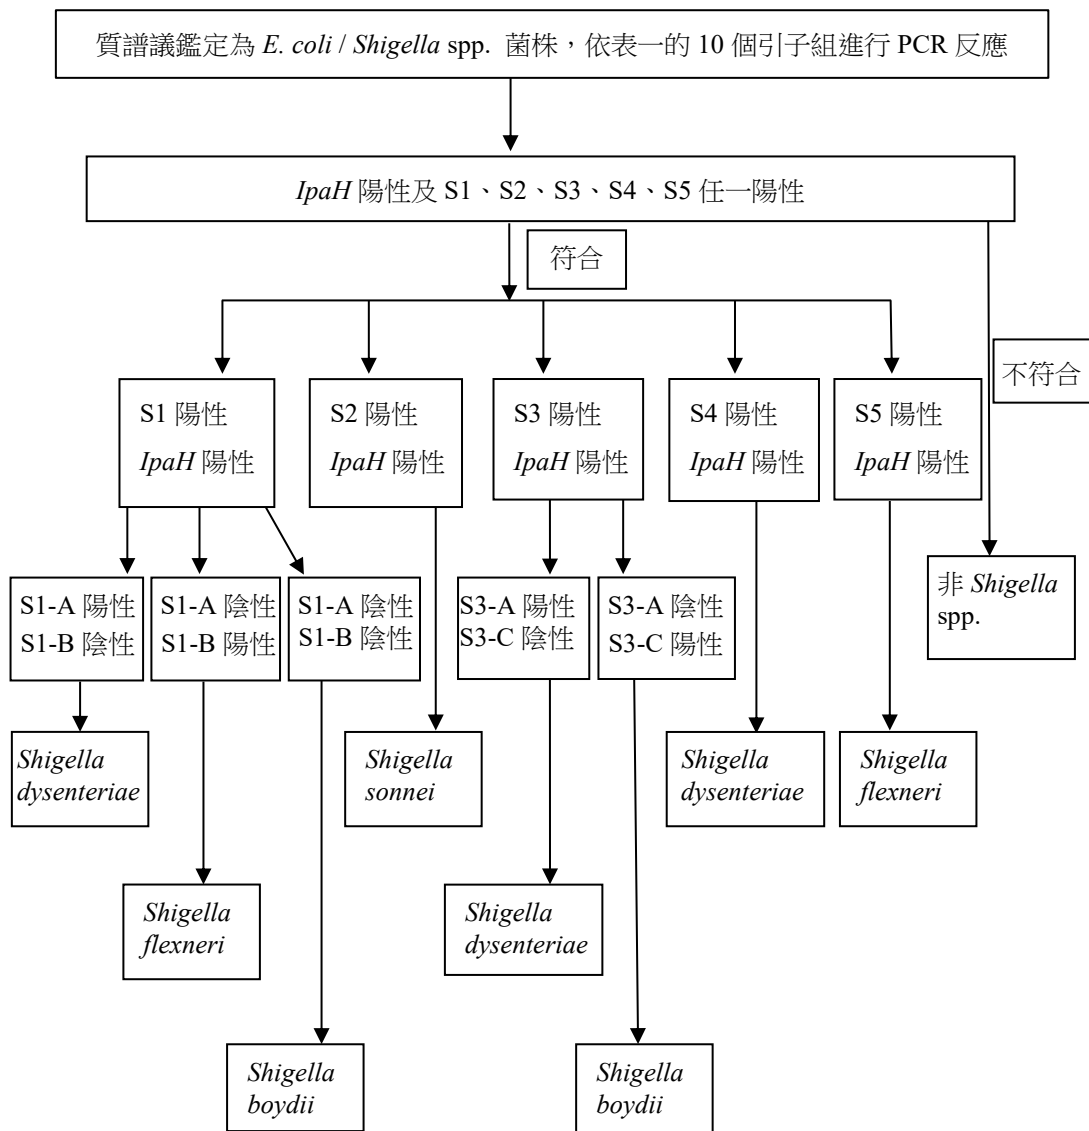 質譜議鑑定為 E. coli / Shigella spp. 菌株，依表一的 10 個引子組進行 PCR 反應
IpaH 陽性及 S1、S2、S3、S4、S5 任一陽性
符合
不符合
S1 陽性
IpaH 陽性
S2 陽性
IpaH 陽性
S3 陽性
IpaH 陽性
S4 陽性
IpaH 陽性
S5 陽性
IpaH 陽性
S1-A 陽性
S1-B 陰性
S1-A 陰性
S1-B 陽性
S1-A 陰性
S1-B 陰性
S3-A 陽性
S3-C 陰性
S3-A 陰性
S3-C 陽性
非 Shigella
spp.
Shigella
dysenteriae
Shigella
sonnei
Shigella
dysenteriae
Shigella
flexneri
Shigella
flexneri
Shigella
dysenteriae
Shigella
boydii
Shigella
boydii